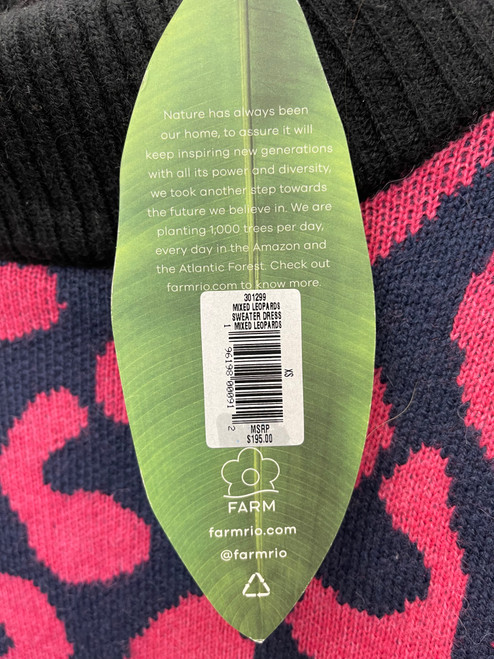 Nature has always been
our home, to assure it will
keep inspiring new generations
with all its power and diversity,
we took another step towards
the future we believe in. We are
planting 1,000 trees per day,
every day in the Amazon and
the Atlantic Forest. Check out
farmrio.com to know more.
301299
MIXED LEOPARDS
SWEATER DRESS
MIXED LEOPARDS
1 96198 00091 2
XS
MSRP
$195.00
FARM
farmrio.com
@farmrio